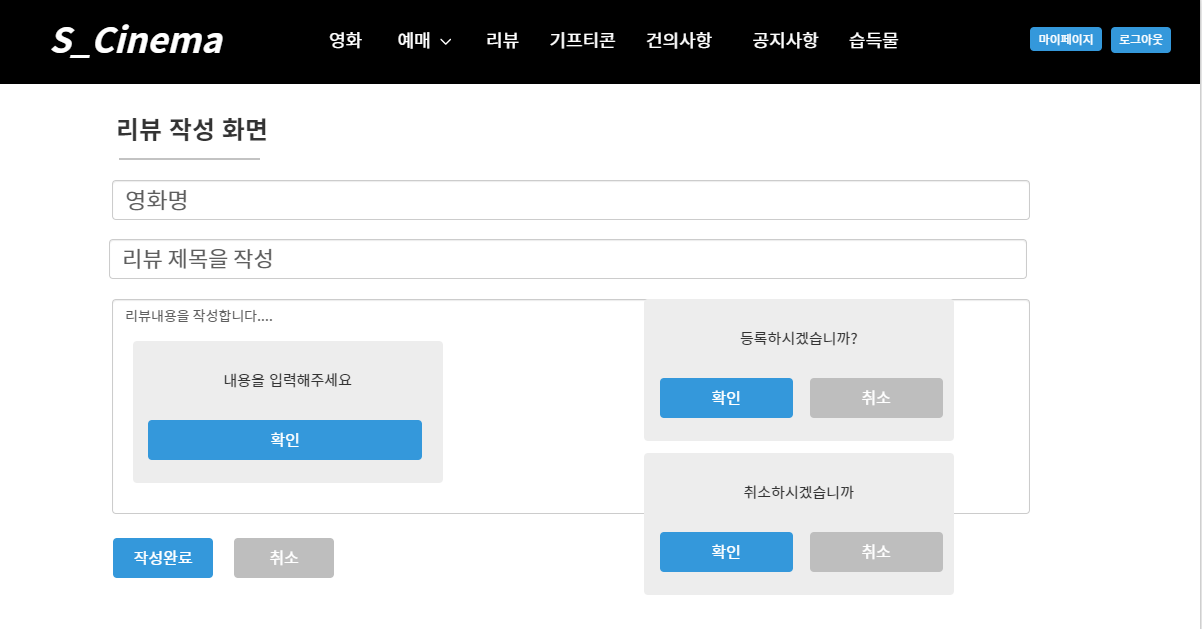 S_Cinema
영화 예매 리뷰 기프티콘 건의사항 공지사항 습득물
마이페이지 로그아웃
리뷰 작성 화면
영화명
리뷰 제목을 작성
리뷰내용을 작성합니다....
내용을 입력해주세요
확인
등록하시겠습니까?
확인 취소
취소하시겠습니까
확인 취소
작성완료 취소